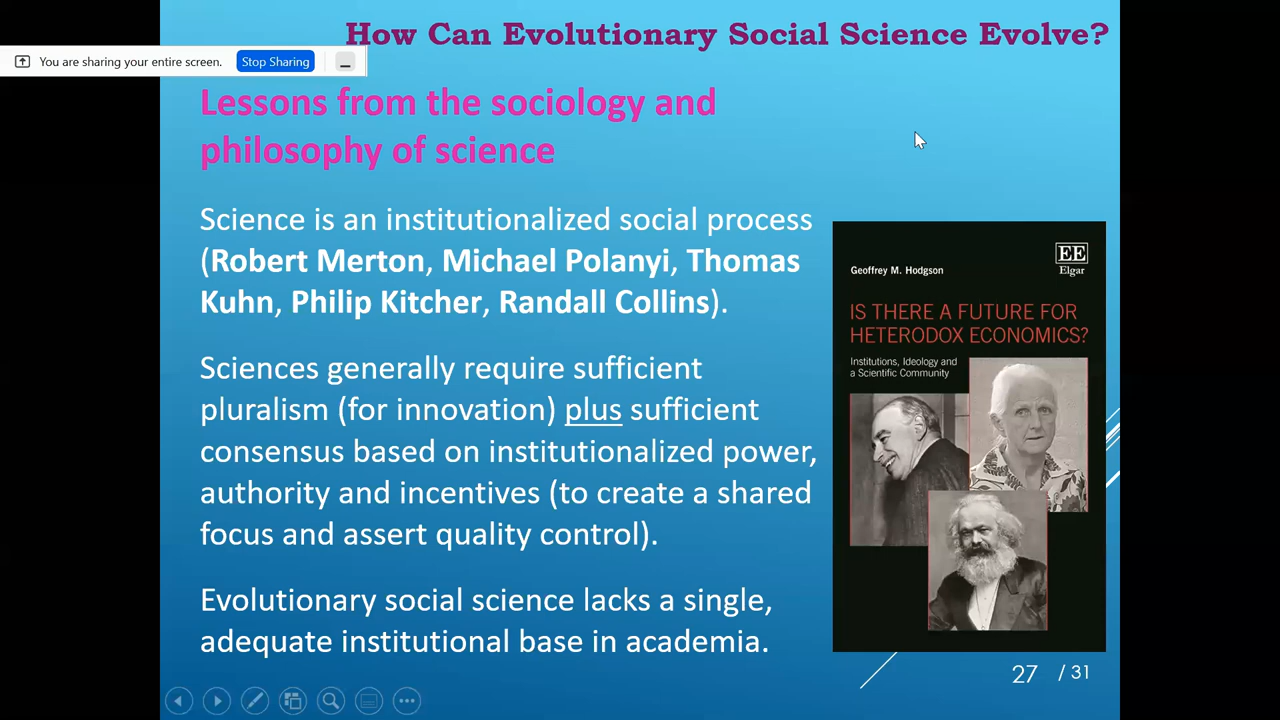 How Can Evolutionary Social Science Evolve?
You are sharing your entire screen.
Stop Sharing
Lessons from the sociology and
philosophy of science
Science is an institutionalized social process
(Robert Merton, Michael Polanyi, Thomas
Kuhn, Philip Kitcher, Randall Collins).
Sciences generally require sufficient
pluralism (for innovation) plus sufficient
consensus based on institutionalized power,
authority and incentives (to create a shared
focus and assert quality control).
Evolutionary social science lacks a single,
adequate institutional base in academia.
EE
Elgar
Geoffrey M. Hodgson
IS THERE A FUTURE FOR
HETERODOX ECONOMICS?
Institutions, Ideology and
a Scientific Community
27 / 31